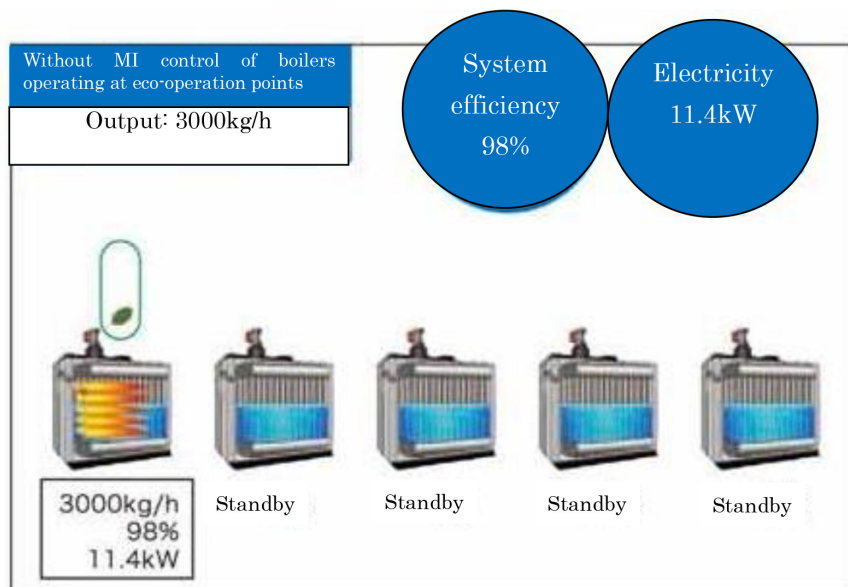 Without MI control of boilers
operating at eco-operation points
Output: 3000kg/h
System
efficiency
98%
Electricity
11.4kW
3000kg/h
98%
11.4kW
Standby
Standby
Standby
Standby